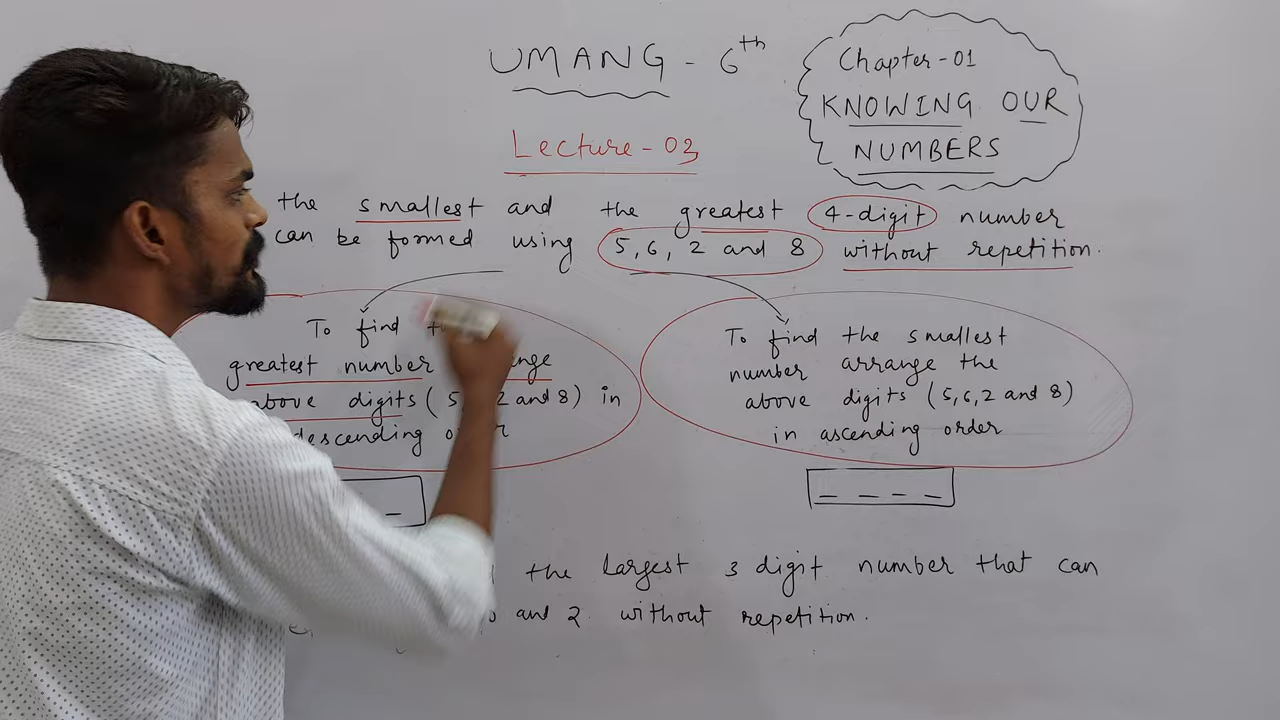 UMANG - 6th
Chapter-01
KNOWING OUR
NUMBERS
Lecture-03
the smallest and the greatest 4-digit number
can be formed using 5, 6, 2 and 8 without repetition.
To find
greatest number
above digits ( 5, 2 and 8) in
descending
To find the smallest
number arrange the
above digits (5,6,2 and 8)
in ascending order
_ _ _ _
the largest 3 digit number that can
and 2 without repetition.